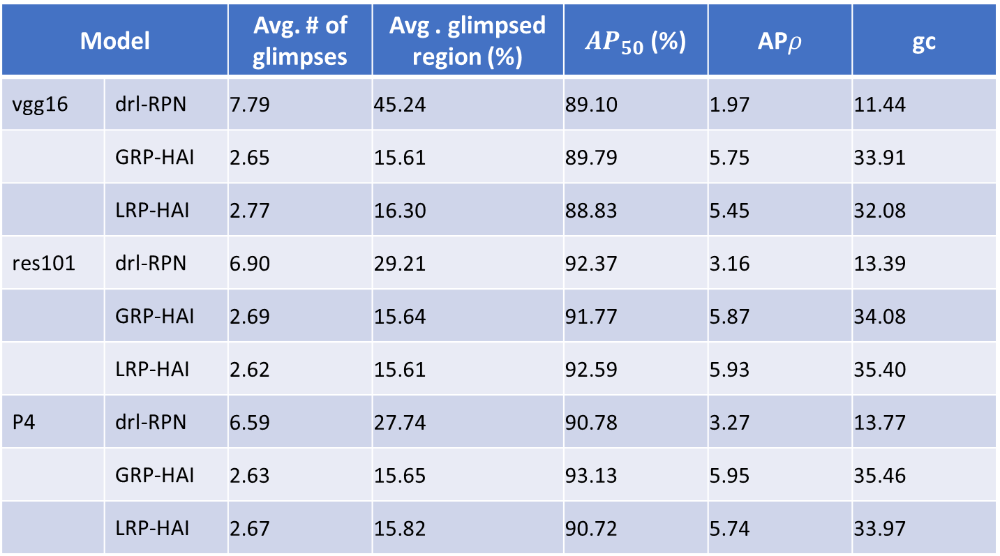 Model Avg. # of glimpses Avg . glimpsed region (%) AP50 (%) APρ gc
vgg16 drl-RPN 7.79 45.24 89.10 1.97 11.44
GRP-HAI 2.65 15.61 89.79 5.75 33.91
LRP-HAI 2.77 16.30 88.83 5.45 32.08
res101 drl-RPN 6.90 29.21 92.37 3.16 13.39
GRP-HAI 2.69 15.64 91.77 5.87 34.08
LRP-HAI 2.62 15.61 92.59 5.93 35.40
P4 drl-RPN 6.59 27.74 90.78 3.27 13.77
GRP-HAI 2.63 15.65 93.13 5.95 35.46
LRP-HAI 2.67 15.82 90.72 5.74 33.97